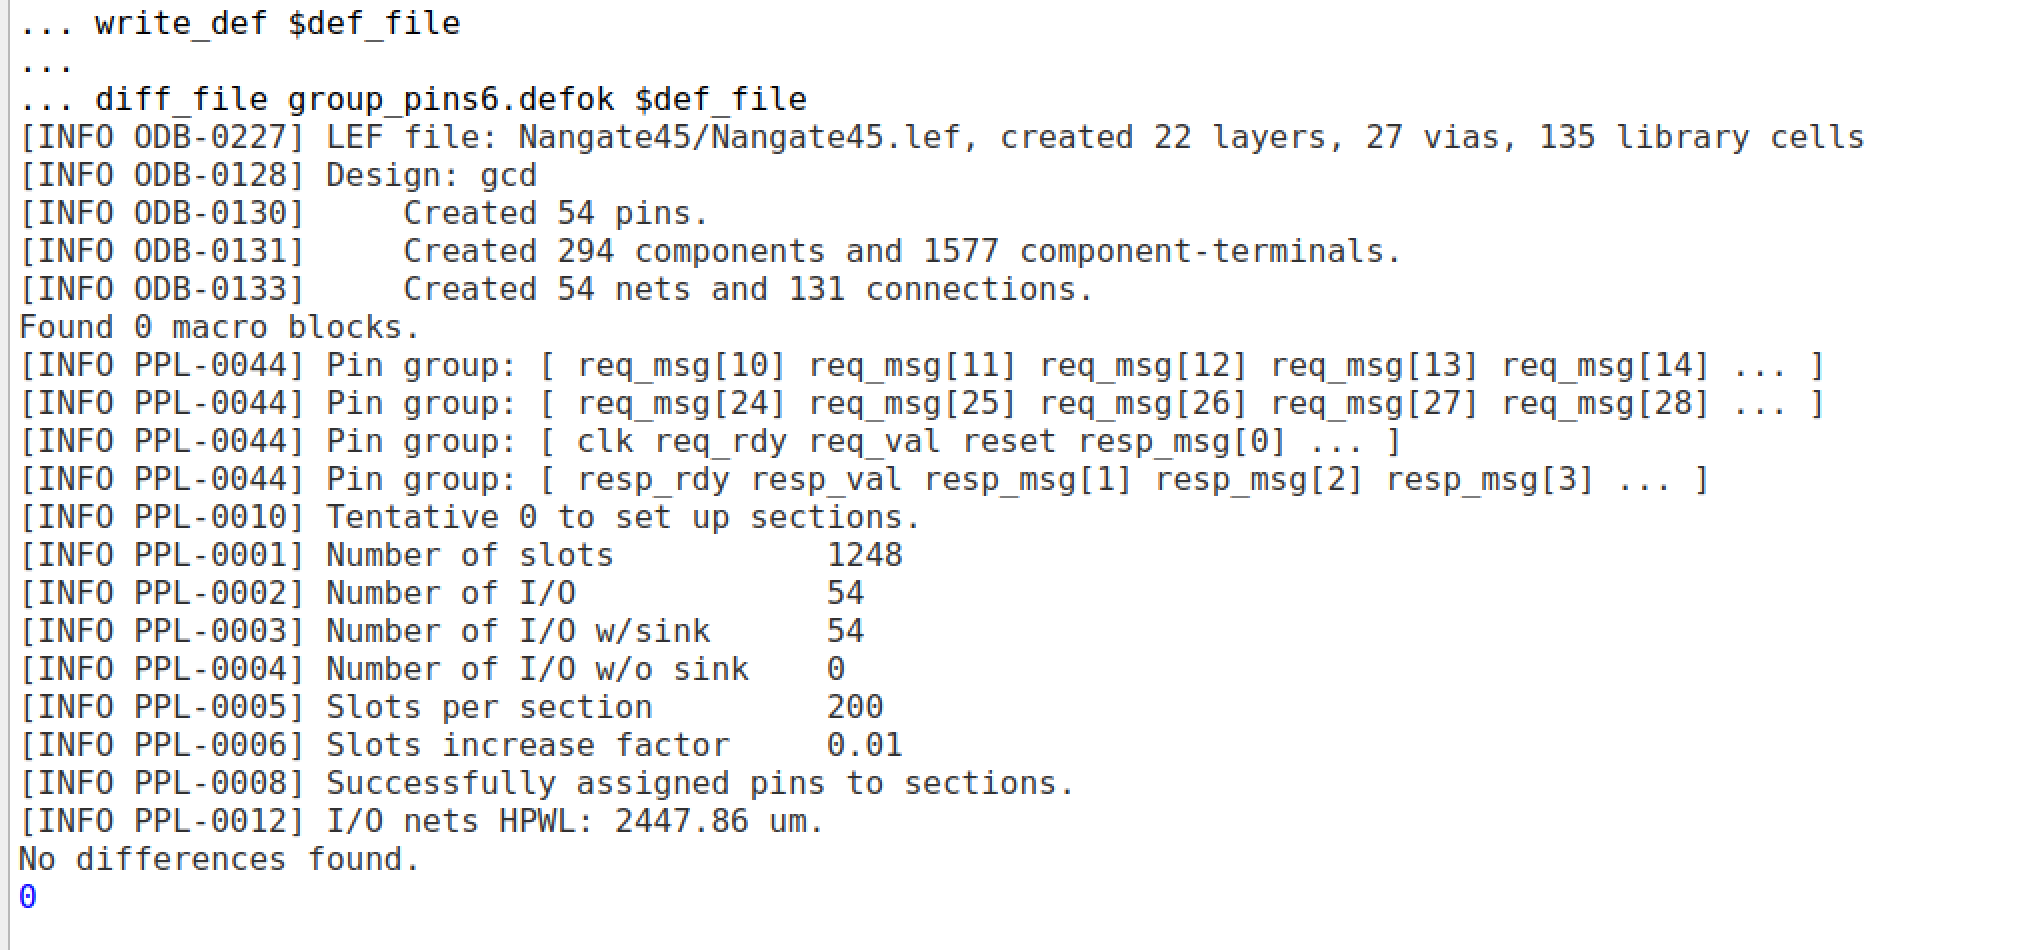 ... write_def $def_file
...
... diff_file group_pins6.defok $def_file
[INFO ODB-0227] LEF file: Nangate45/Nangate45.lef, created 22 layers, 27 vias, 135 library cells
[INFO ODB-0128] Design: gcd
[INFO ODB-0130]     Created 54 pins.
[INFO ODB-0131]     Created 294 components and 1577 component-terminals.
[INFO ODB-0133]     Created 54 nets and 131 connections.
Found 0 macro blocks.
[INFO PPL-0044] Pin group: [ req_msg[10] req_msg[11] req_msg[12] req_msg[13] req_msg[14] ... ]
[INFO PPL-0044] Pin group: [ req_msg[24] req_msg[25] req_msg[26] req_msg[27] req_msg[28] ... ]
[INFO PPL-0044] Pin group: [ clk req_rdy req_val reset resp_msg[0] ... ]
[INFO PPL-0044] Pin group: [ resp_rdy resp_val resp_msg[1] resp_msg[2] resp_msg[3] ... ]
[INFO PPL-0010] Tentative 0 to set up sections.
[INFO PPL-0001] Number of slots           1248
[INFO PPL-0002] Number of I/O             54
[INFO PPL-0003] Number of I/O w/sink      54
[INFO PPL-0004] Number of I/O w/o sink    0
[INFO PPL-0005] Slots per section         200
[INFO PPL-0006] Slots increase factor     0.01
[INFO PPL-0008] Successfully assigned pins to sections.
[INFO PPL-0012] I/O nets HPWL: 2447.86 um.
No differences found.
0